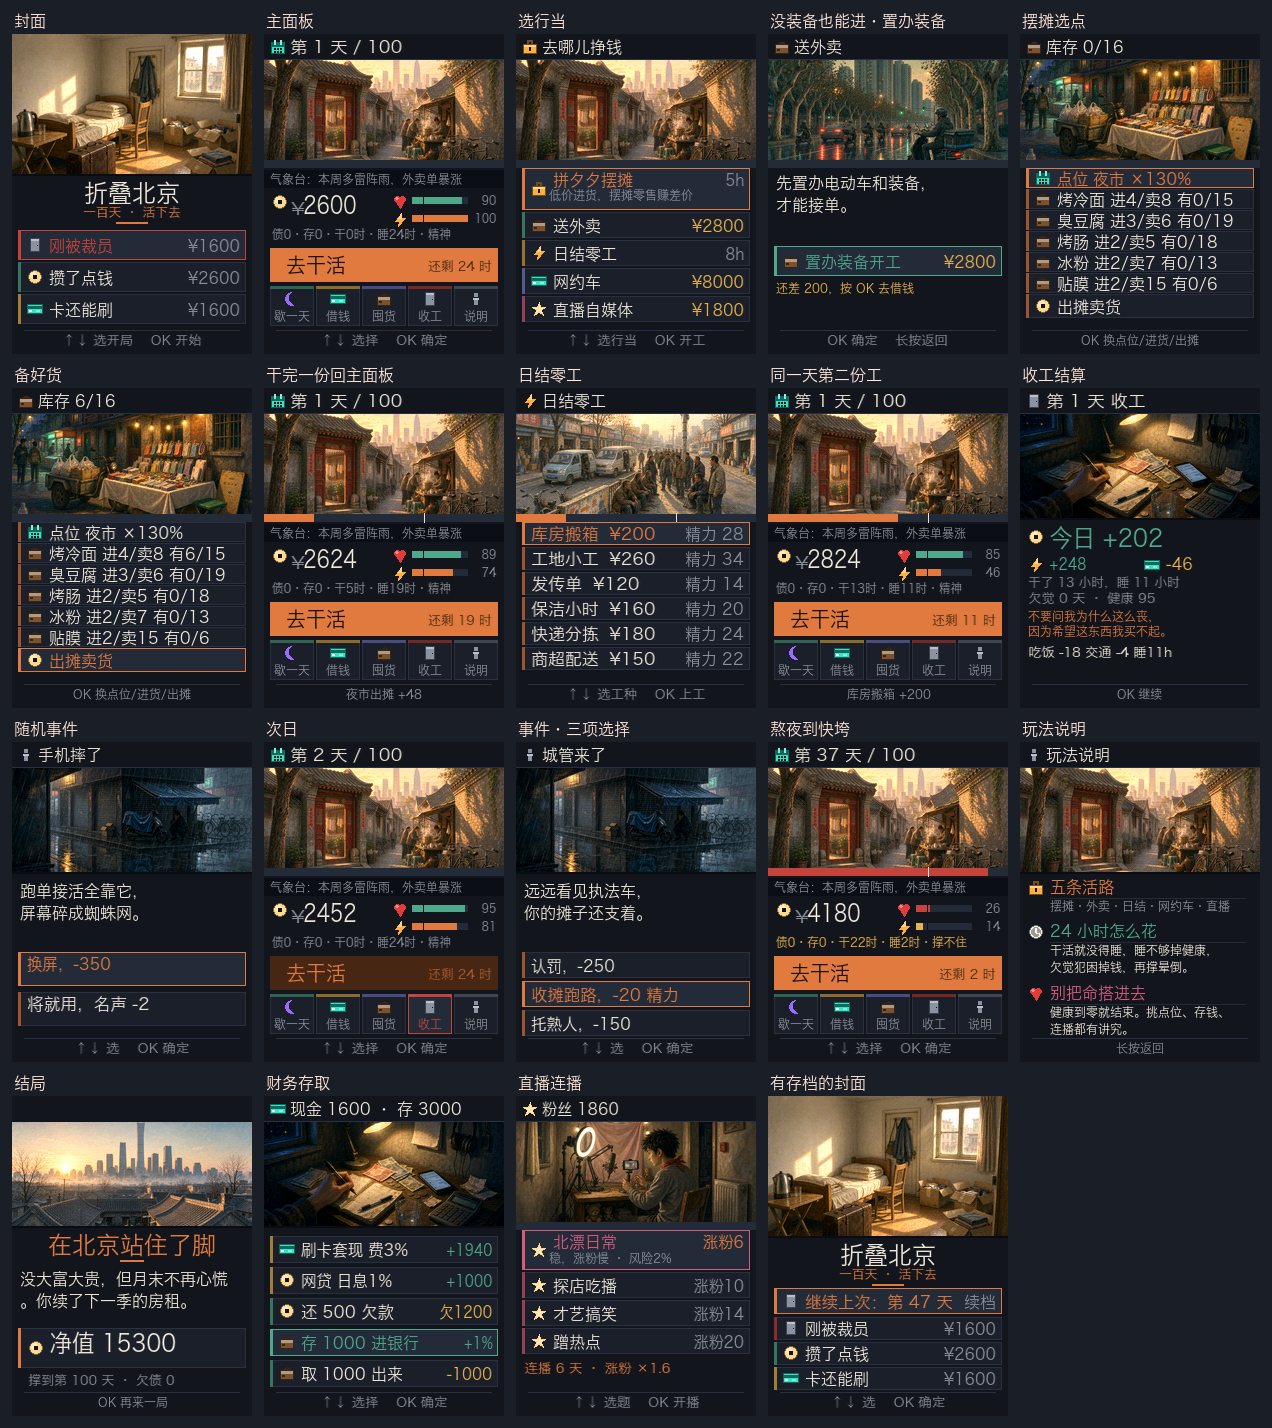 封面
折叠北京
一百天 · 活下去
刚被裁员 ¥1600
攒了点钱 ¥2600
卡还能刷 ¥1600
↑↓ 选开局 OK 开始
主面板
第 1 天 / 100
气象台：本周多雷阵雨，外卖单暴涨
¥2600 90
100
债0 · 存0 · 干0时 · 睡24时 · 精神
去干活 还剩 24 时
歇一天 借钱 囤货 收工 说明
↑↓ 选择 OK 确定
选行当
去哪儿挣钱
拼夕夕摆摊 5h
低价进货，摆摊零售赚差价
送外卖 ¥2800
日结零工 8h
网约车 ¥8000
直播自媒体 ¥1800
↑↓ 选行当 OK 开工
没装备也能进 · 置办装备
送外卖
先置办电动车和装备，
才能接单。
置办装备开工 ¥2800
还差 200，按 OK 去借钱
OK 确定 长按返回
摆摊选点
库存 0/16
点位 夜市 ×130%
烤冷面 进4/卖8 有0/15
臭豆腐 进3/卖6 有0/19
烤肠 进2/卖5 有0/18
冰粉 进2/卖7 有0/13
贴膜 进2/卖15 有0/6
出摊卖货
OK 换点位/进货/出摊
备好货
库存 6/16
点位 夜市 ×130%
烤冷面 进4/卖8 有6/15
臭豆腐 进3/卖6 有0/19
烤肠 进2/卖5 有0/18
冰粉 进2/卖7 有0/13
贴膜 进2/卖15 有0/6
出摊卖货
OK 换点位/进货/出摊
干完一份回主面板
第 1 天 / 100
气象台：本周多雷阵雨，外卖单暴涨
¥2624 89
74
债0 · 存0 · 干5时 · 睡19时 · 精神
去干活 还剩 19 时
歇一天 借钱 囤货 收工 说明
夜市出摊 +48
日结零工
日结零工
库房搬箱 ¥200 精力 28
工地小工 ¥260 精力 34
发传单 ¥120 精力 14
保洁小时 ¥160 精力 20
快递分拣 ¥180 精力 24
商超配送 ¥150 精力 22
↑↓ 选工种 OK 上工
同一天第二份工
第 1 天 / 100
气象台：本周多雷阵雨，外卖单暴涨
¥2824 85
46
债0 · 存0 · 干13时 · 睡11时 · 精神
去干活 还剩 11 时
歇一天 借钱 囤货 收工 说明
库房搬箱 +200
收工结算
第 1 天 收工
今日 +202
+248 -46
干了 13 小时，睡 11 小时
欠觉 0 天 · 健康 95
不要问我为什么这么丧，
因为希望这东西我买不起。
吃饭 -18 交通 -4 睡11h
OK 继续
随机事件
手机摔了
跑单接活全靠它，
屏幕碎成蜘蛛网。
换屏，-350
将就用，名声 -2
↑↓ 选 OK 确定
次日
第 2 天 / 100
气象台：本周多雷阵雨，外卖单暴涨
¥2452 95
81
债0 · 存0 · 干0时 · 睡24时 · 精神
去干活 还剩 24 时
歇一天 借钱 囤货 收工 说明
↑↓ 选择 OK 确定
事件 · 三项选择
城管来了
远远看见执法车，
你的摊子还支着。
认罚，-250
收摊跑路，-20 精力
托熟人，-150
↑↓ 选 OK 确定
熬夜到快垮
第 37 天 / 100
气象台：本周多雷阵雨，外卖单暴涨
¥4180 26
14
债0 · 存0 · 干22时 · 睡2时 · 撑不住
去干活 还剩 2 时
歇一天 借钱 囤货 收工 说明
↑↓ 选择 OK 确定
玩法说明
玩法说明
五条活路
摆摊 · 外卖 · 日结 · 网约车 · 直播
24 小时怎么花
干活就没得睡，睡不够掉健康，
欠觉犯困掉钱，再撑晕倒。
别把命搭进去
健康到零就结束。挑点位、存钱、
连播都有讲究。
长按返回
结局
在北京站住了脚
没大富大贵，但月末不再心慌
。你续了下一季的房租。
净值 15300
撑到第 100 天 · 欠债 0
OK 再来一局
财务存取
现金 1600 · 存 3000
刷卡套现 费3% +1940
网贷 日息1% +1000
还 500 欠款 欠1200
存 1000 进银行 +1%
取 1000 出来 -1000
↑↓ 选择 OK 确定
直播连播
粉丝 1860
北漂日常 涨粉6
稳，涨粉慢 · 风险2%
探店吃播 涨粉10
才艺搞笑 涨粉14
蹭热点 涨粉20
连播 6 天 · 涨粉 ×1.6
↑↓ 选题 OK 开播
有存档的封面
折叠北京
一百天 · 活下去
继续上次：第 47 天 续档
刚被裁员 ¥1600
攒了点钱 ¥2600
卡还能刷 ¥1600
↑↓ 选 OK 确定